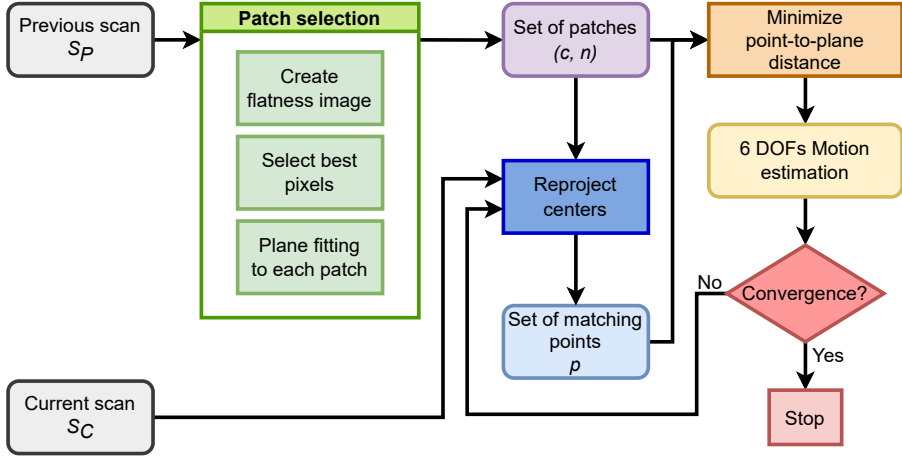 Previous scan
S_P
Patch selection
Create
flatness image
Select best
pixels
Plane fitting
to each patch
Set of patches
(c, n)
Minimize
point-to-plane
distance
6 DOFs Motion
estimation
Reproject
centers
No
Convergence?
Set of matching
points
p
Yes
Current scan
S_C
Stop